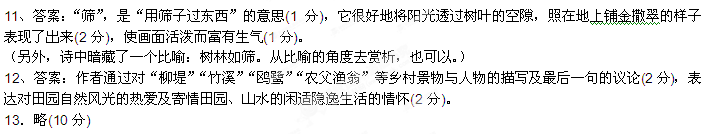 11、答案：“筛”，是“用筛子过东西”的意思(1 分)，它很好地将阳光透过树叶的空隙，照在地上铺金撒翠的样子
表现了出来(2 分)，使画面活泼而富有生气(1 分)。
（另外，诗中暗藏了一个比喻：树林如筛。从比喻的角度去赏析，也可以。）
12、答案：作者通过对“柳堤”“竹溪”“鸥鹭”“农父渔翁”等乡村景物与人物的描写及最后一句的议论(2 分)，表
达对田园自然风光的热爱及寄情田园、山水的闲适隐逸生活的情怀(2 分)。
13．略(10 分)